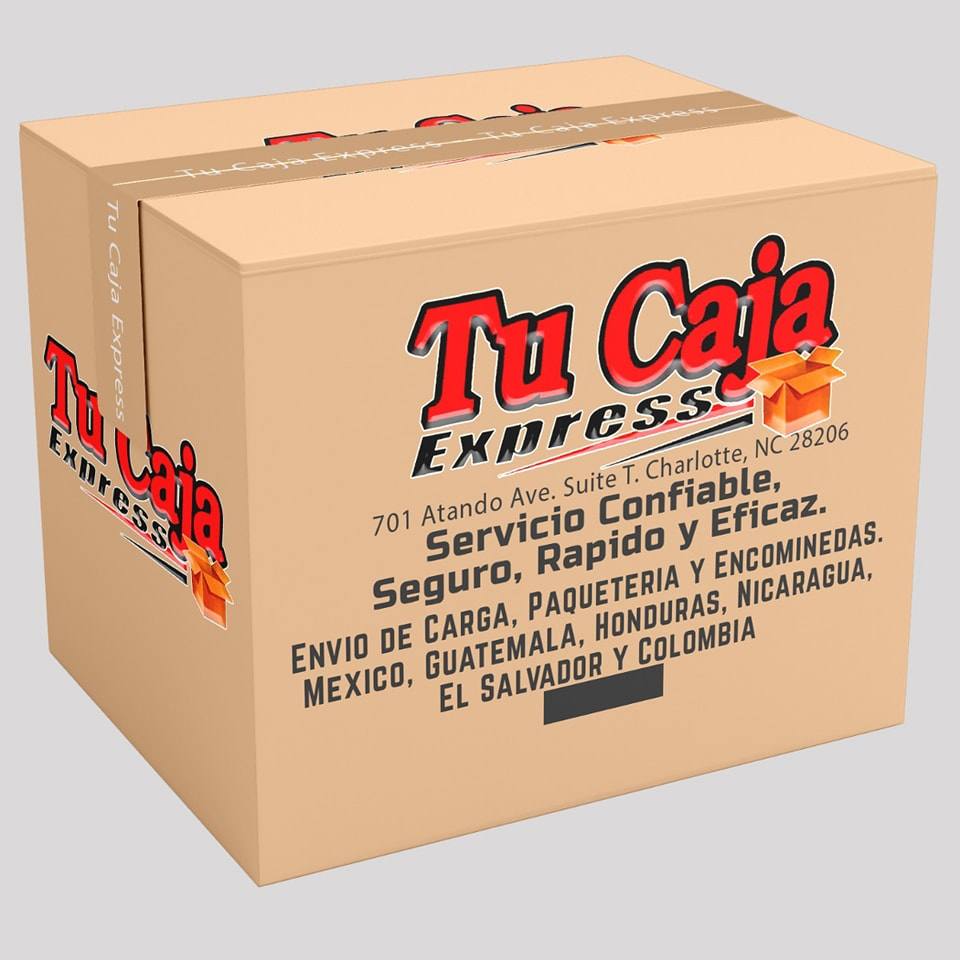 Tu Caja Express Tu Caja Express
Tu Caja Express
Tu Caja
Express
Tu Caja
Express
701 Atando Ave. Suite T. Charlotte, NC 28206
Servicio Confiable,
Seguro, Rapido y Eficaz.
ENVIO DE CARGA, PAQUETERIA Y ENCOMINEDAS.
MEXICO, GUATEMALA, HONDURAS, NICARAGUA,
EL SALVADOR Y COLOMBIA